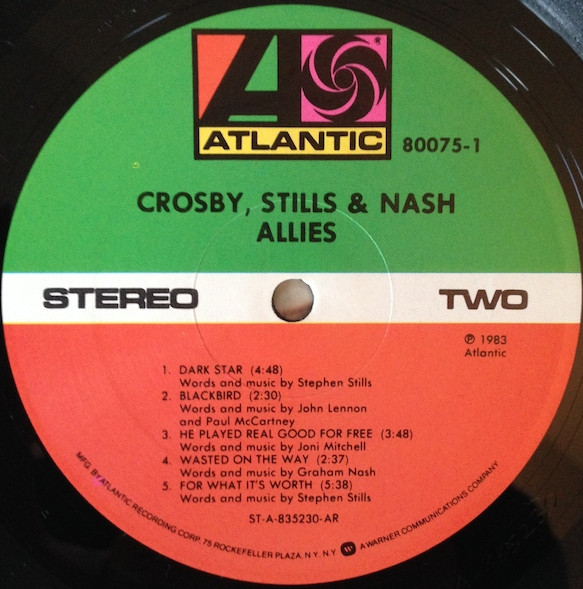 ATLANTIC
®
80075-1
CROSBY, STILLS & NASH
ALLIES
STEREO
TWO
℗ 1983
Atlantic
1. DARK STAR (4:48)
Words and music by Stephen Stills
2. BLACKBIRD (2:30)
Words and music by John Lennon
and Paul McCartney
3. HE PLAYED REAL GOOD FOR FREE (3:48)
Words and music by Joni Mitchell
4. WASTED ON THE WAY (2:37)
Words and music by Graham Nash
5. FOR WHAT IT'S WORTH (5:38)
Words and music by Stephen Stills
ST-A-835230-AR
MFG. BY ATLANTIC RECORDING CORP. 75 ROCKEFELLER PLAZA, N.Y. N.Y. A WARNER COMMUNICATIONS COMPANY